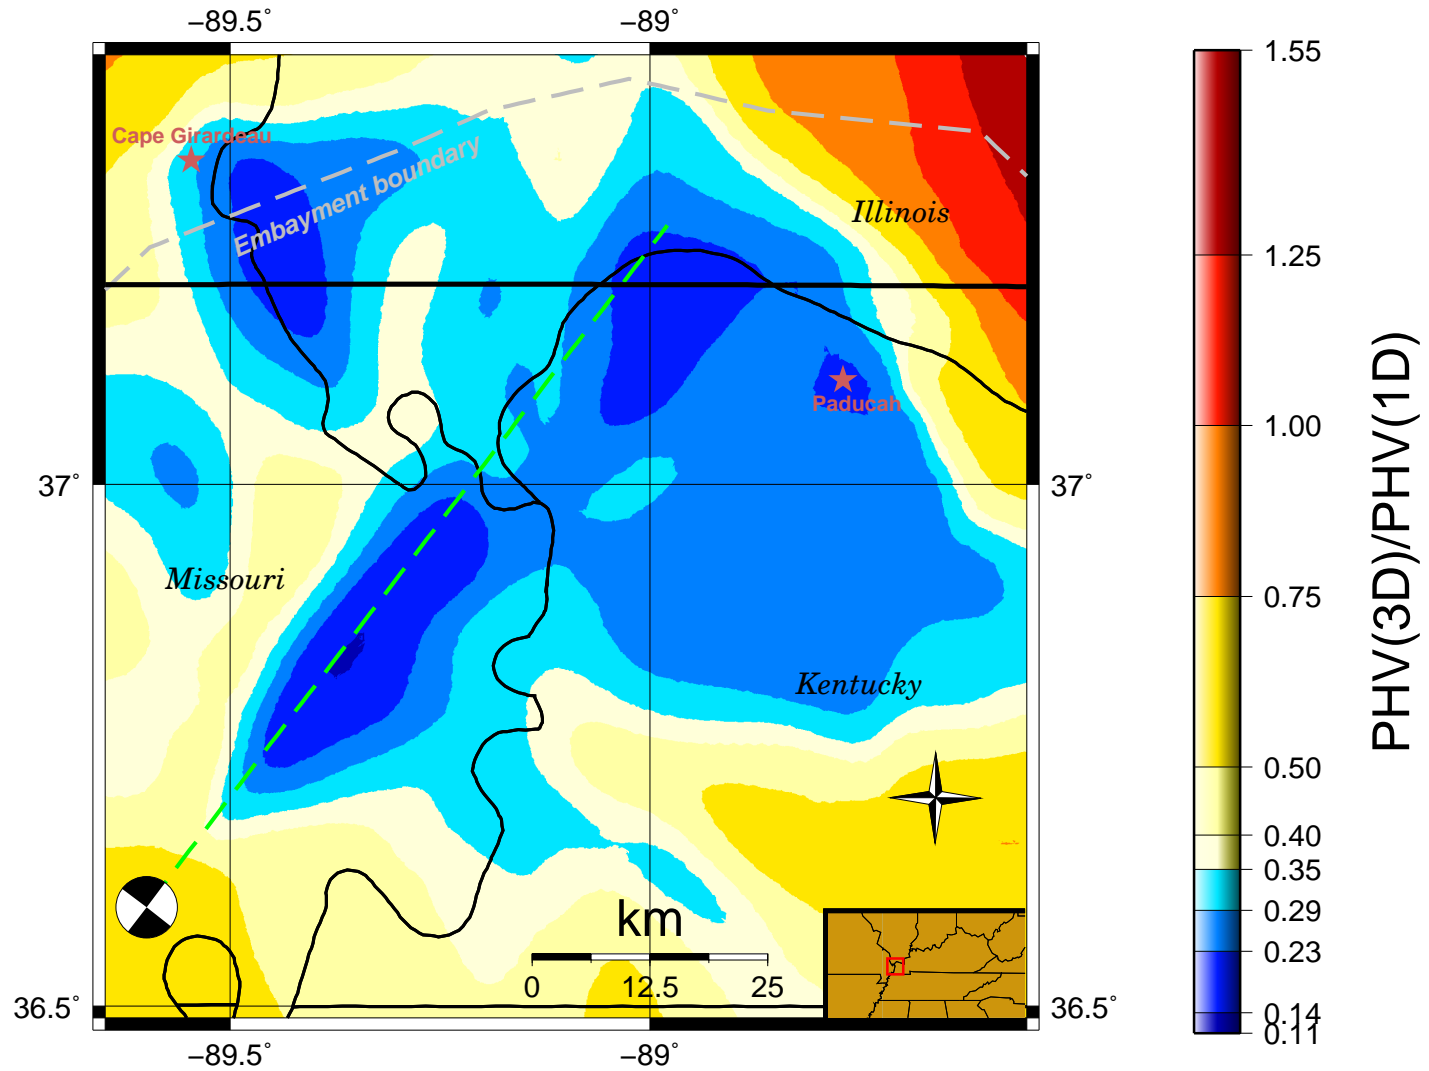 −89.5°
−89°
Cape Girardeau
Embayment boundary
Illinois
Paducah
37°
37°
Missouri
Kentucky
km
0
12.5
25
36.5°
36.5°
−89.5°
−89°
1.55
1.25
1.00
0.75
0.50
0.40
0.35
0.29
0.23
0.14
0.11
PHV(3D)/PHV(1D)